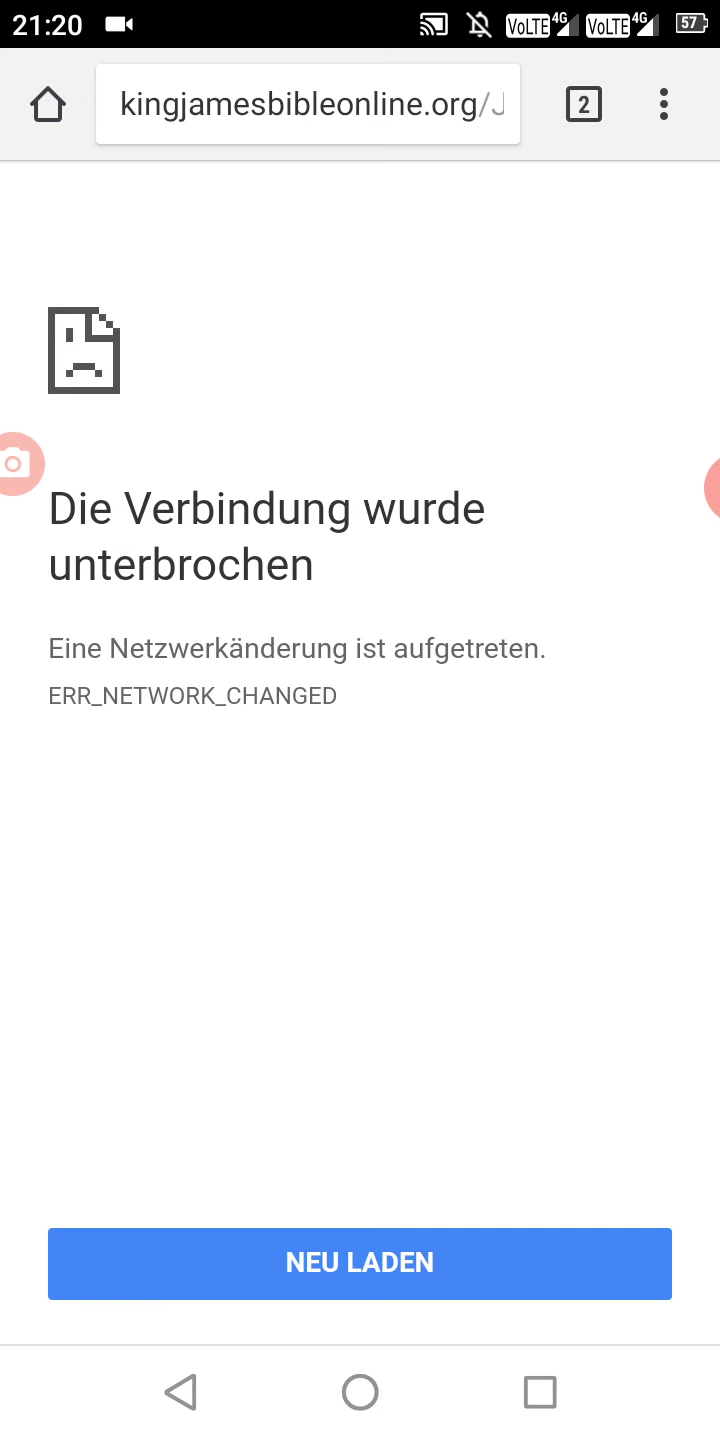 21:20 VoLTE 4G VoLTE 4G 57
kingjamesbibleonline.org/J 2
Die Verbindung wurde
unterbrochen
Eine Netzwerkänderung ist aufgetreten.
ERR_NETWORK_CHANGED
NEU LADEN